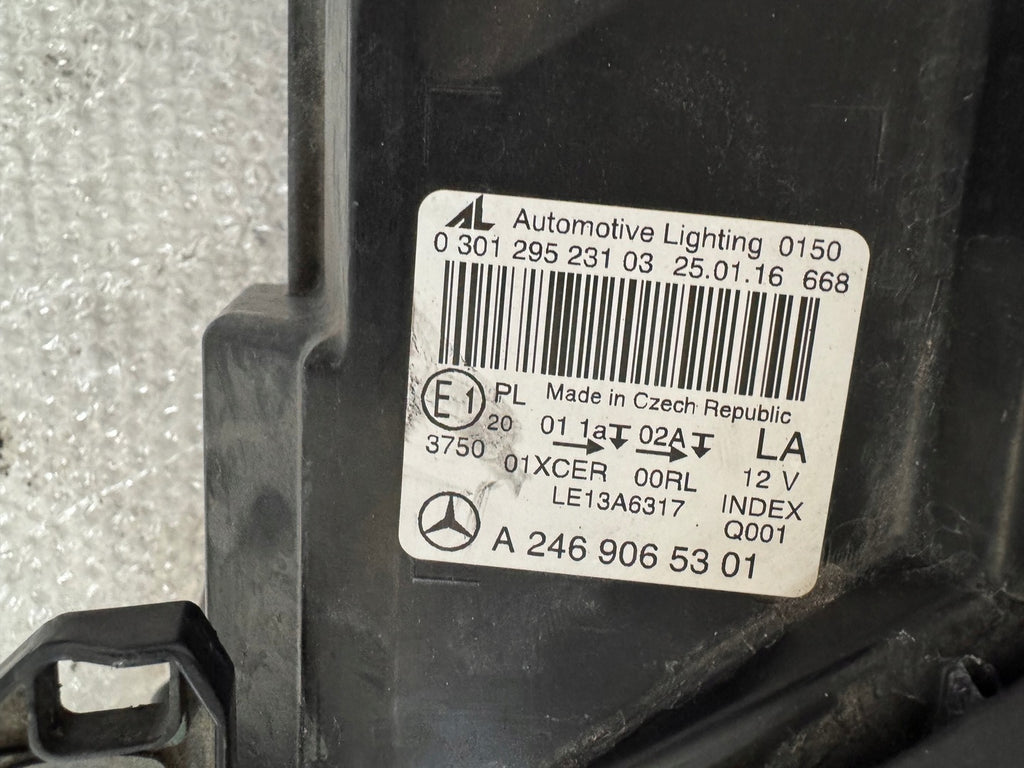 AL Automotive Lighting 0150
0 301 295 231 03 25.01.16 668
E1 PL Made in Czech Republic
20 01 1a 02A LA
3750 01XCER 00RL 12 V
LE13A6317 INDEX
Q001
A 246 906 53 01